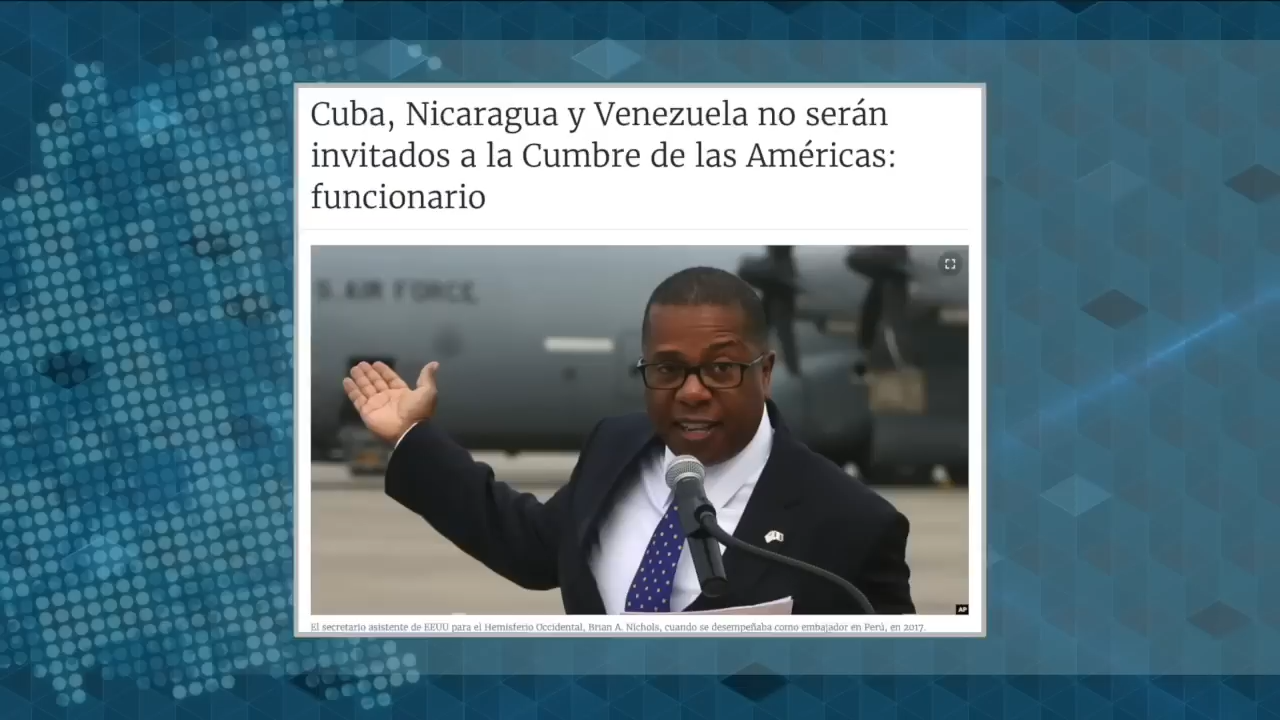 Cuba, Nicaragua y Venezuela no serán
invitados a la Cumbre de las Américas:
funcionario
S. AIR FORCE
AP
El secretario asistente de EEUU para el Hemisferio Occidental, Brian A. Nichols, cuando se desempeñaba como embajador en Perú, en 2017.